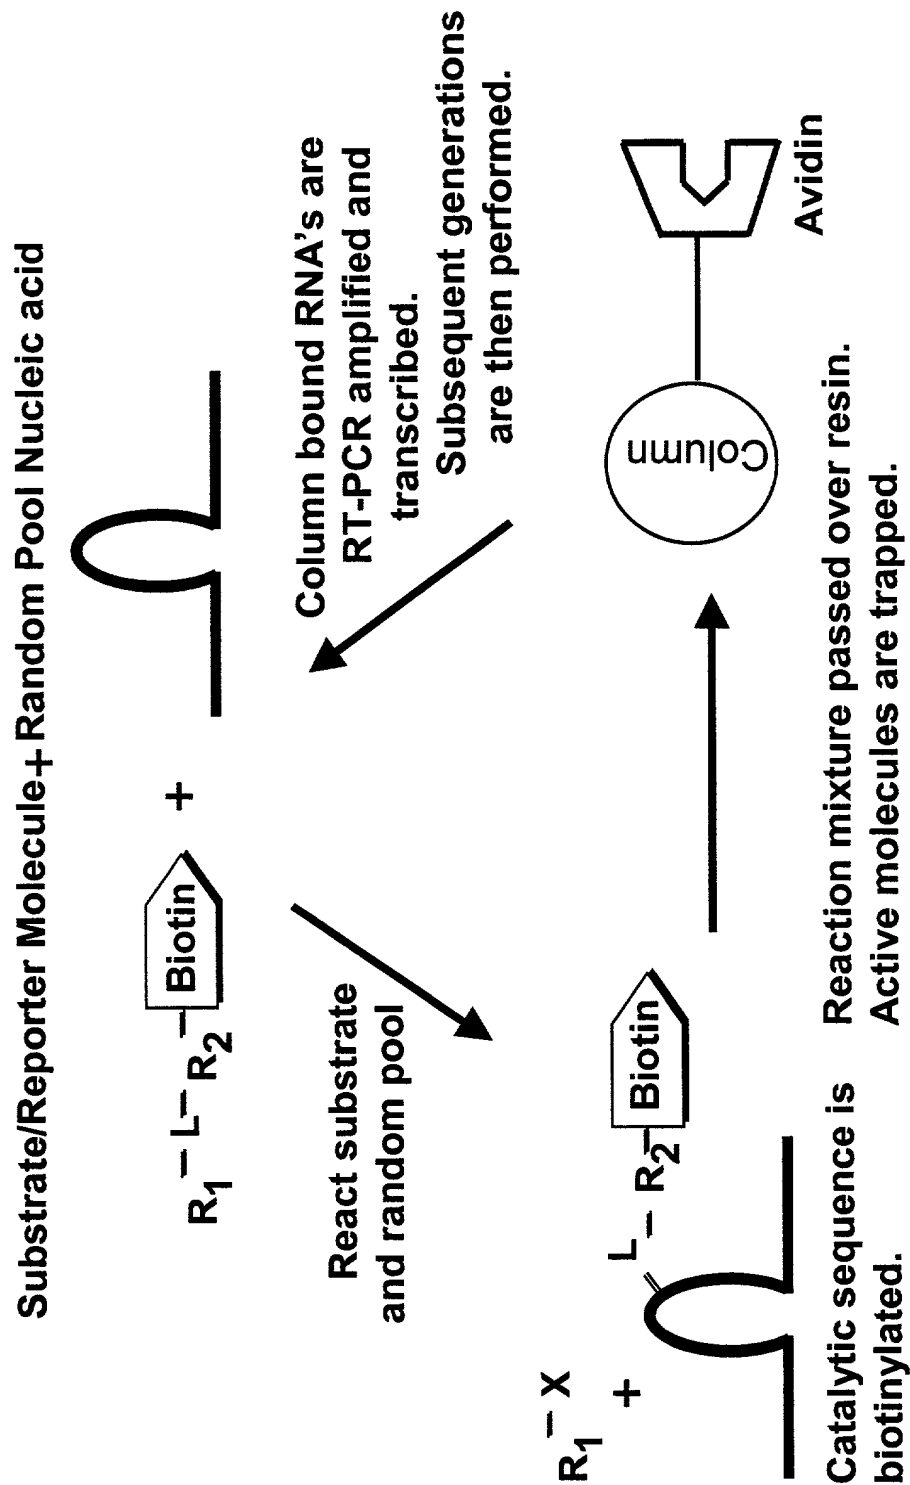 Substrate/Reporter Molecule+Random Pool Nucleic acid
R1 – L – R2 – Biotin +
React substrate
and random pool
Column bound RNA's are
RT-PCR amplified and
transcribed.
Subsequent generations
are then performed.
R1 – X
+
L – R2 – Biotin
Column
Avidin
Catalytic sequence is
biotinylated.
Reaction mixture passed over resin.
Active molecules are trapped.